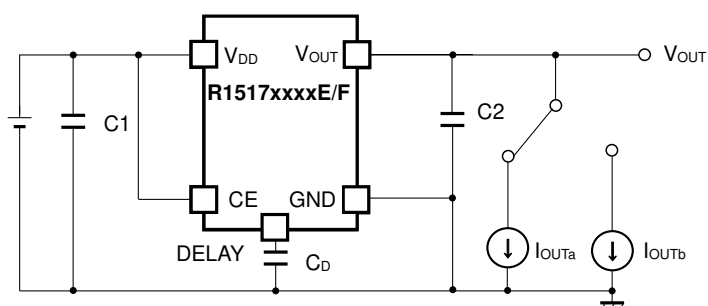 VDD VOUT VOUT
R1517xxxxE/F
C1 C2
CE GND
DELAY CD IOUTa IOUTb